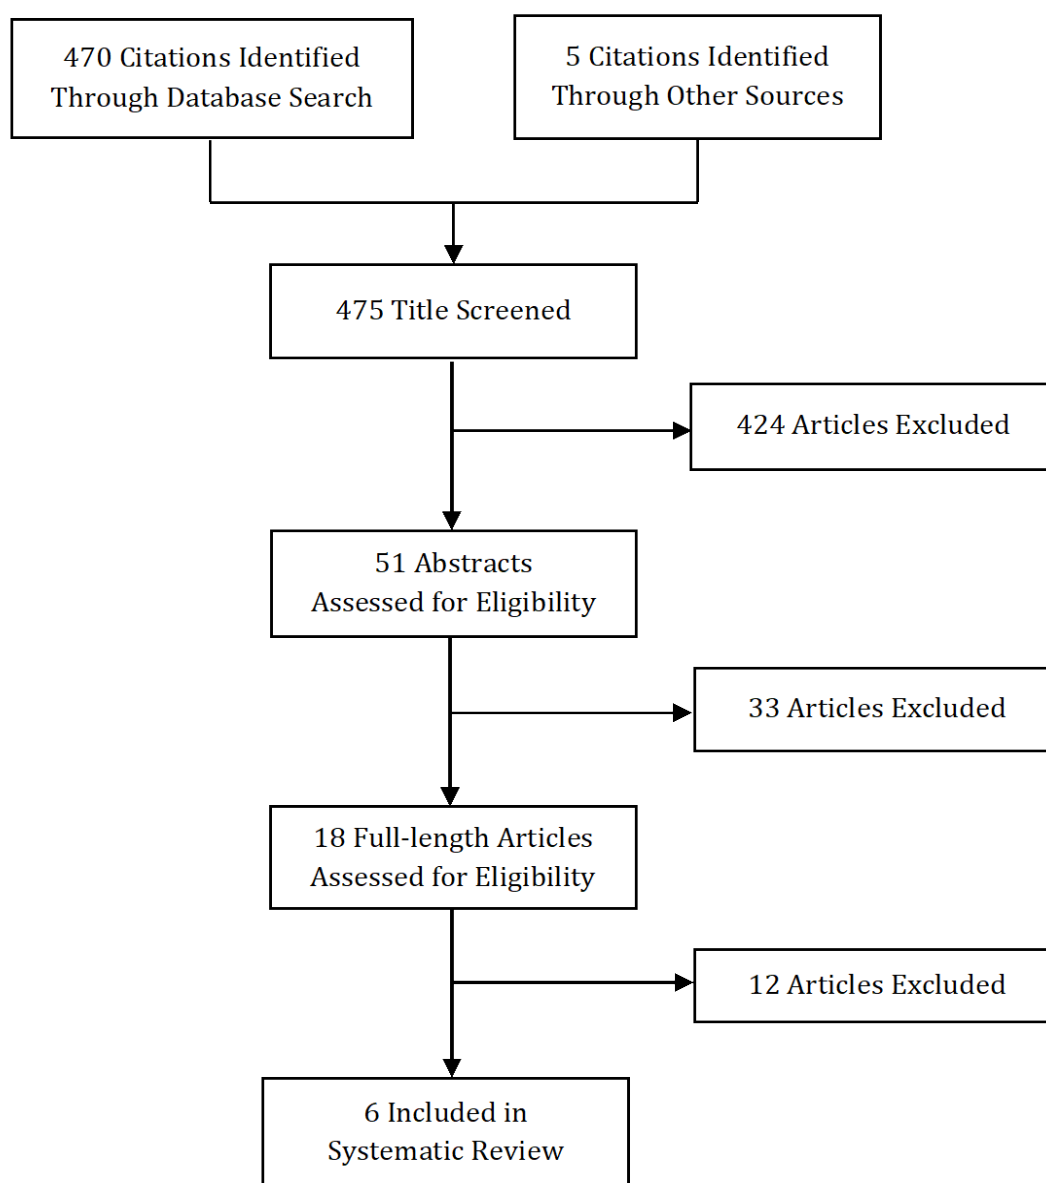 470 Citations Identified
Through Database Search
5 Citations Identified
Through Other Sources
475 Title Screened
424 Articles Excluded
51 Abstracts
Assessed for Eligibility
33 Articles Excluded
18 Full-length Articles
Assessed for Eligibility
12 Articles Excluded
6 Included in
Systematic Review